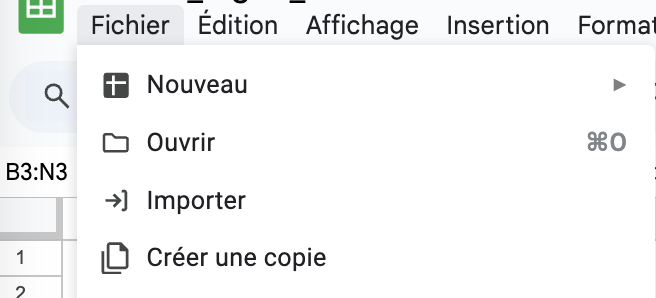 Fichier Édition Affichage Insertion Format
Nouveau ►
Ouvrir ⌘O
B3:N3
Importer
1
Créer une copie
2